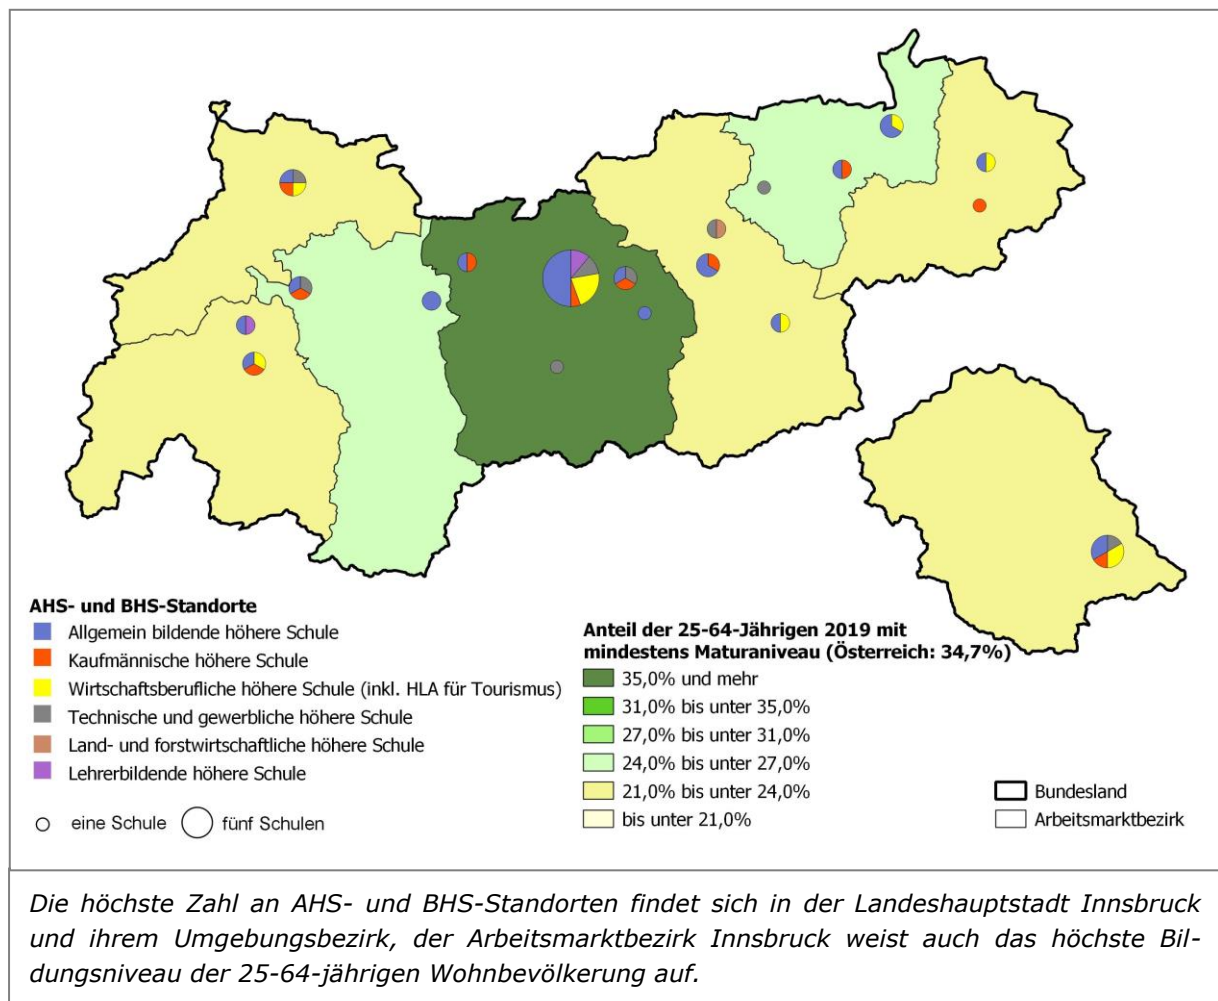 AHS- und BHS-Standorte
Allgemein bildende höhere Schule
Kaufmännische höhere Schule
Wirtschaftsberufliche höhere Schule (inkl. HLA für Tourismus)
Technische und gewerbliche höhere Schule
Land- und forstwirtschaftliche höhere Schule
Lehrerbildende höhere Schule
eine Schule
fünf Schulen
Anteil der 25-64-Jährigen 2019 mit
mindestens Maturaniveau (Österreich: 34,7%)
35,0% und mehr
31,0% bis unter 35,0%
27,0% bis unter 31,0%
24,0% bis unter 27,0%
21,0% bis unter 24,0%
bis unter 21,0%
Bundesland
Arbeitsmarktbezirk
Die höchste Zahl an AHS- und BHS-Standorten findet sich in der Landeshauptstadt Innsbruck
und ihrem Umgebungsbezirk, der Arbeitsmarktbezirk Innsbruck weist auch das höchste Bil-
dungsniveau der 25-64-jährigen Wohnbevölkerung auf.